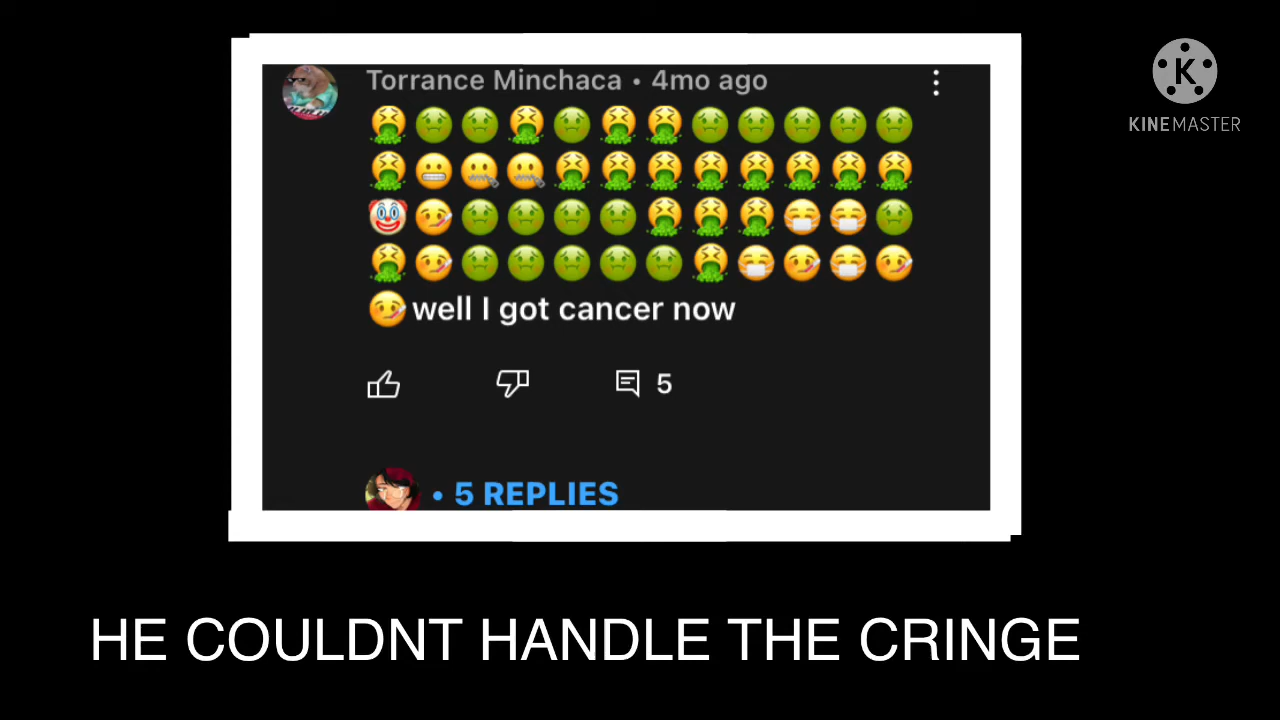 Torrance Minchaca • 4mo ago
🤮🤢🤢🤮🤢🤮🤮🤢🤢🤢🤢🤢
🤮😬🤐🤐🤮🤮🤮🤮🤮🤮🤮🤮
🤡🤒🤢🤢🤢🤢🤮🤮🤮😷😷🤢
🤮🤒🤢🤢🤢🤢🤢🤮😷🤒😷🤒
🤒well I got cancer now
5
• 5 REPLIES
K
KINEMASTER
HE COULDNT HANDLE THE CRINGE